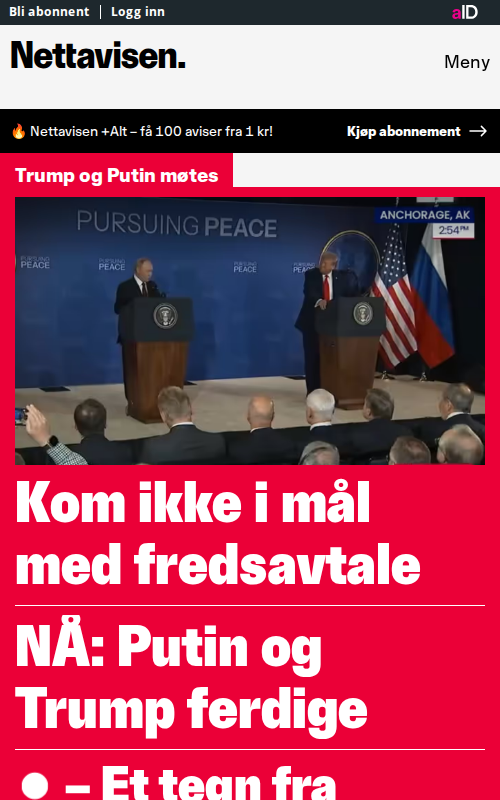 Bli abonnent
Logg inn
aID
Nettavisen.
Meny
🔥 Nettavisen +Alt – få 100 aviser fra 1 kr!
Kjøp abonnement →
Trump og Putin møtes
PURSUING PEACE
ANCHORAGE, AK
2:54 PM
PURSUING
PEACE
PURSUING
PEACE
PURSUING
PEACE
PEACE
Kom ikke i mål
med fredsavtale
NÅ: Putin og
Trump ferdige
– Et tegn fra